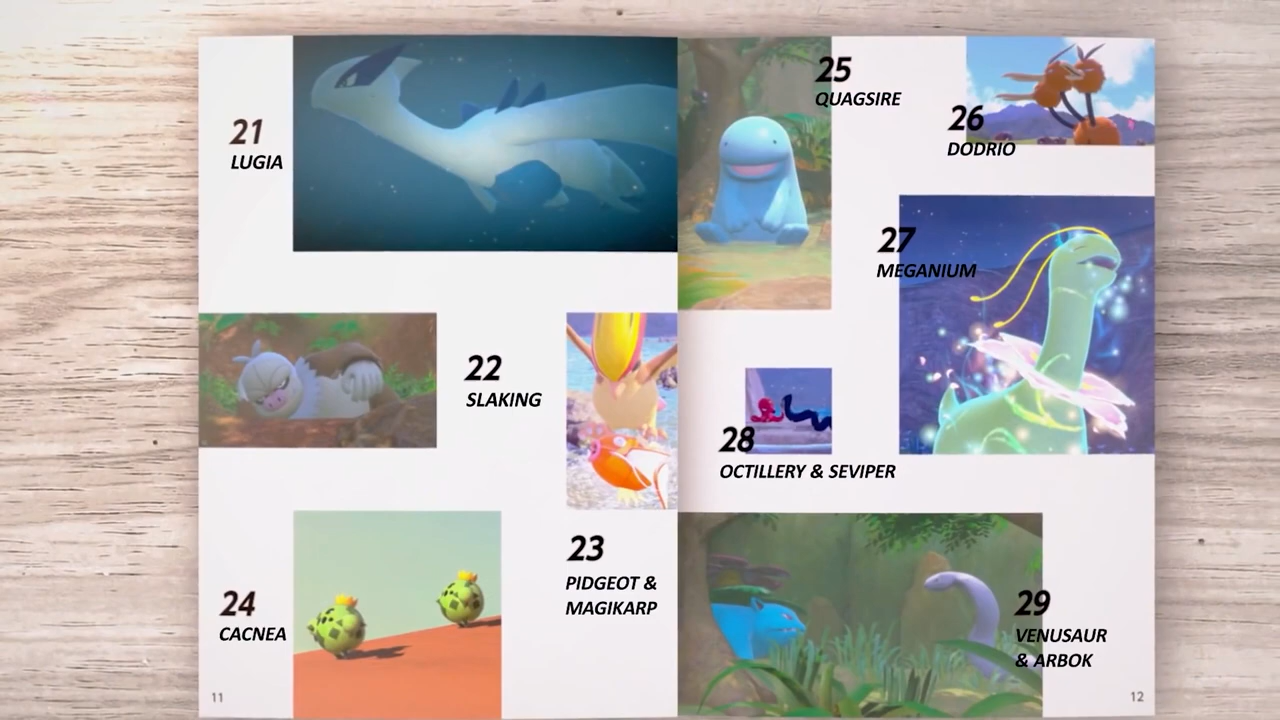 21
LUGIA
22
SLAKING
23
PIDGEOT &
MAGIKARP
24
CACNEA
11
25
QUAGSIRE
26
DODRIO
27
MEGANIUM
28
OCTILLERY & SEVIPER
29
VENUSAUR
& ARBOK
12